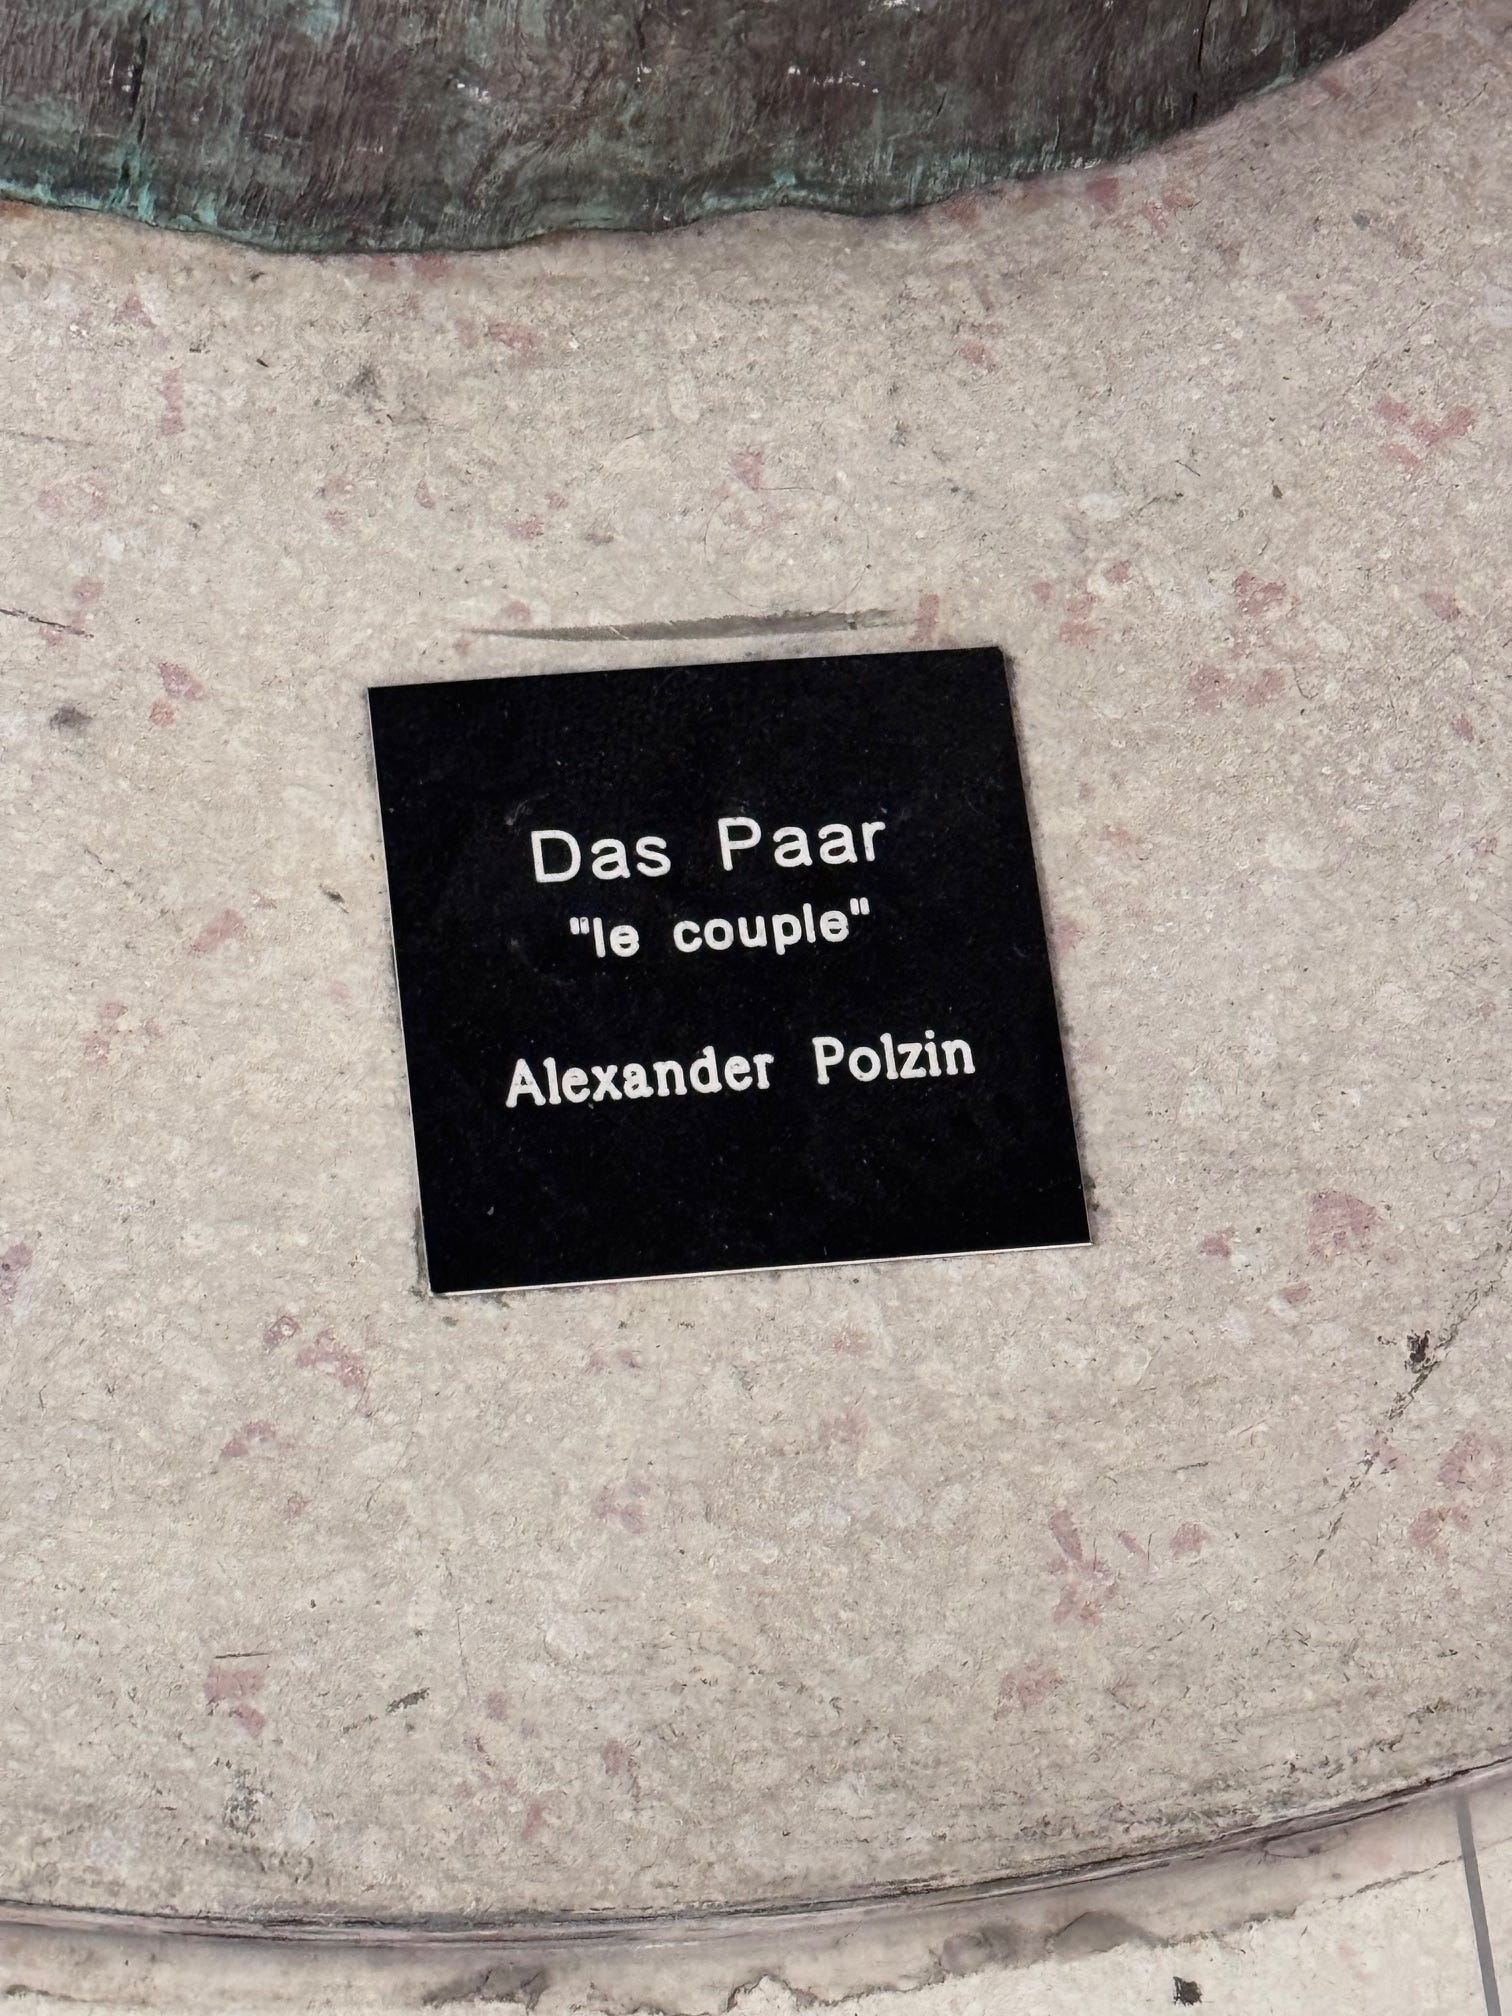 Das Paar
"le couple"
Alexander Polzin